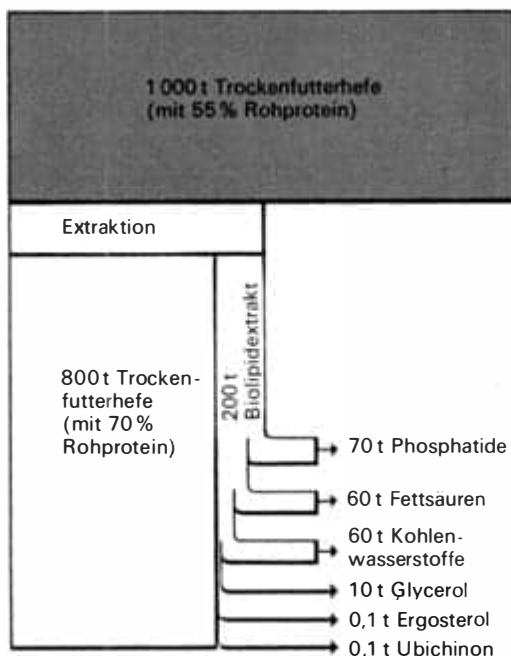 1 000 t Trockenfutterhefe
(mit 55 % Rohprotein)
Extraktion
800 t Trocken-
futterhefe
(mit 70 %
Rohprotein)
200 t
Biolipidextrakt
70 t Phosphatide
60 t Fettsäuren
60 t Kohlen-
wasserstoffe
10 t Glycerol
0,1 t Ergosterol
0,1 t Ubichinon